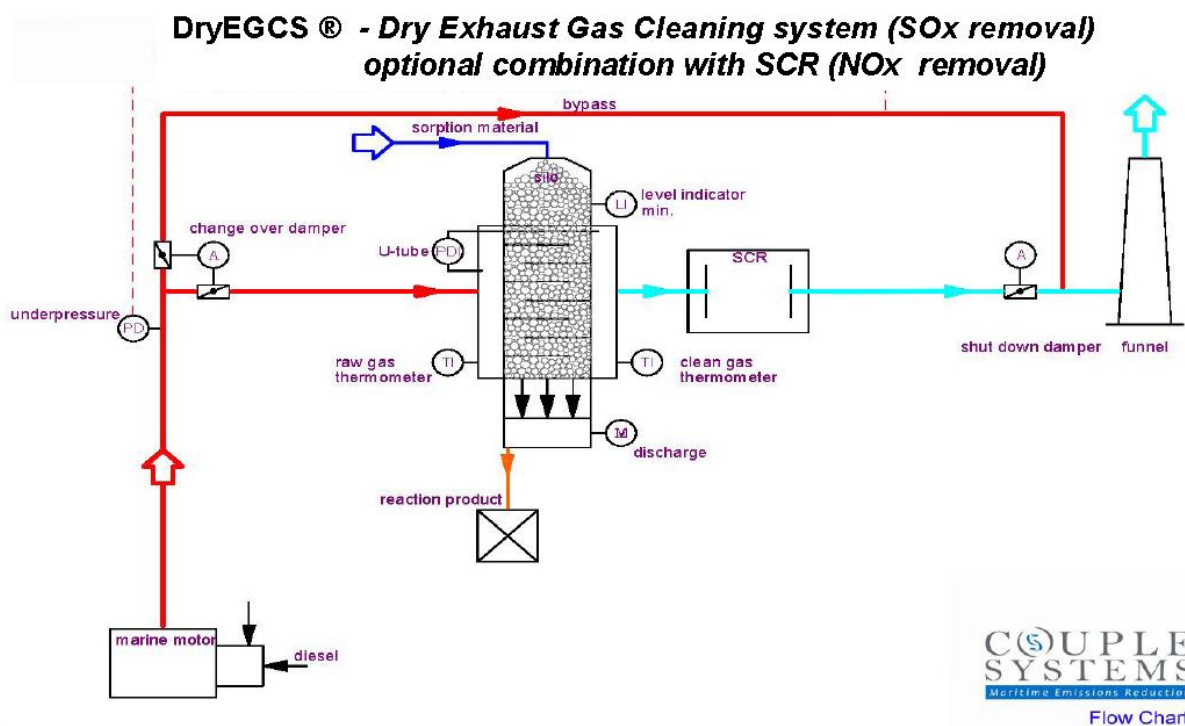 DryEGCS ® - Dry Exhaust Gas Cleaning system (SOx removal)
optional combination with SCR (NOx removal)
bypass
sorption material
silo
LI
level indicator
min.
change over damper
A
U-tube
PDI
SCR
A
underpressure
PD
raw gas
thermometer
TI
TI
clean gas
thermometer
shut down damper
funnel
M
discharge
reaction product
marine motor
diesel
COUPLE
SYSTEMS
Maritime Emissions Reductio
Flow Chart